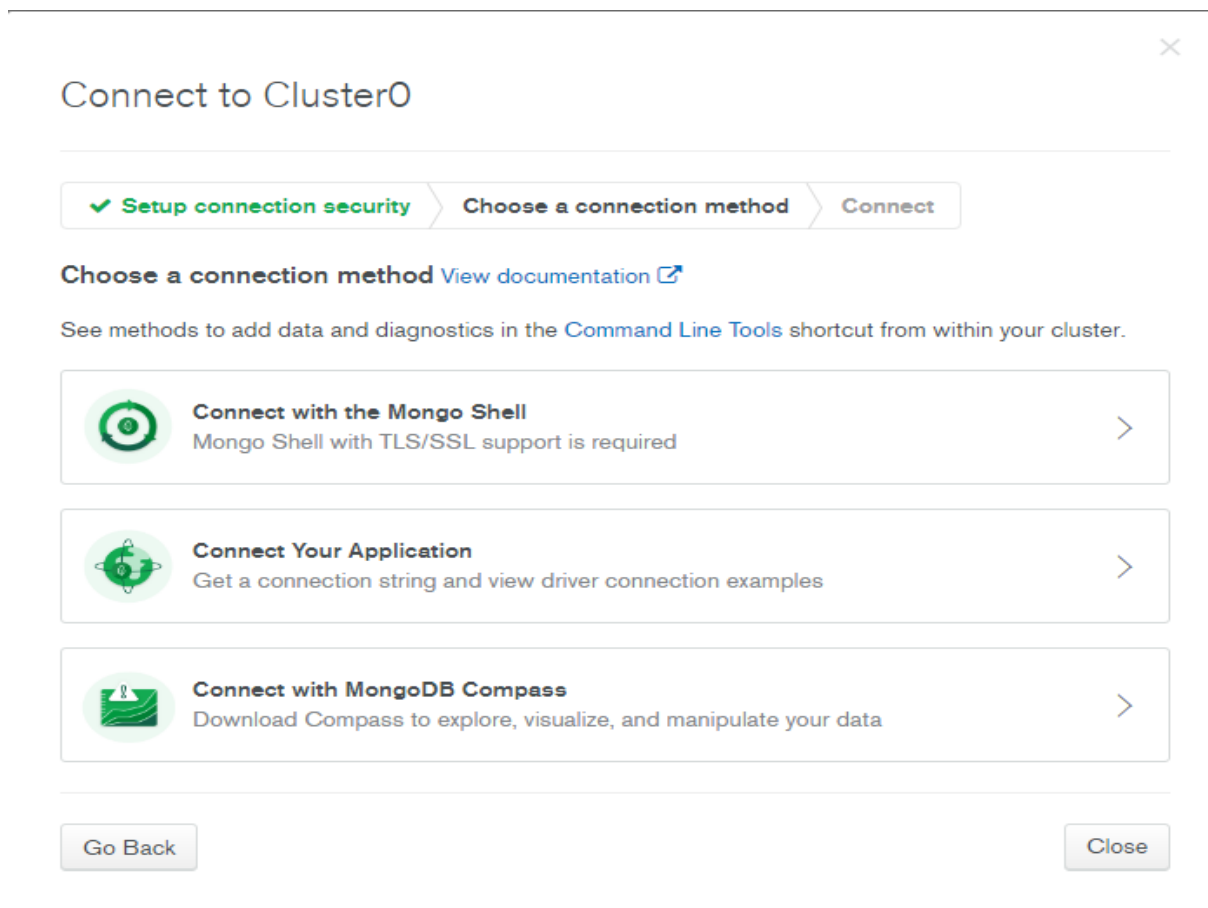 Connect to Cluster0
Setup connection security Choose a connection method Connect
Choose a connection method View documentation
See methods to add data and diagnostics in the Command Line Tools shortcut from within your cluster.
Connect with the Mongo Shell
Mongo Shell with TLS/SSL support is required
Connect Your Application
Get a connection string and view driver connection examples
Connect with MongoDB Compass
Download Compass to explore, visualize, and manipulate your data
Go Back Close